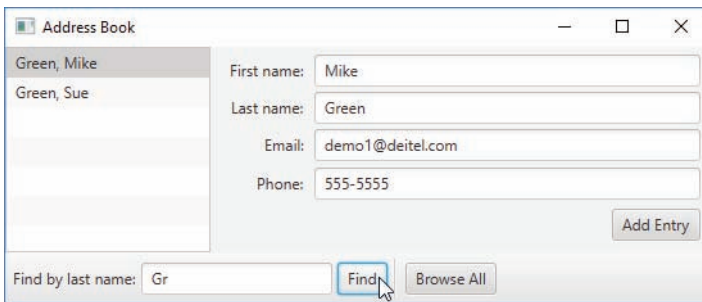 Address Book
Green, Mike
Green, Sue
First name: Mike
Last name: Green
Email: demo1@deitel.com
Phone: 555-5555
Add Entry
Find by last name: Gr Find Browse All